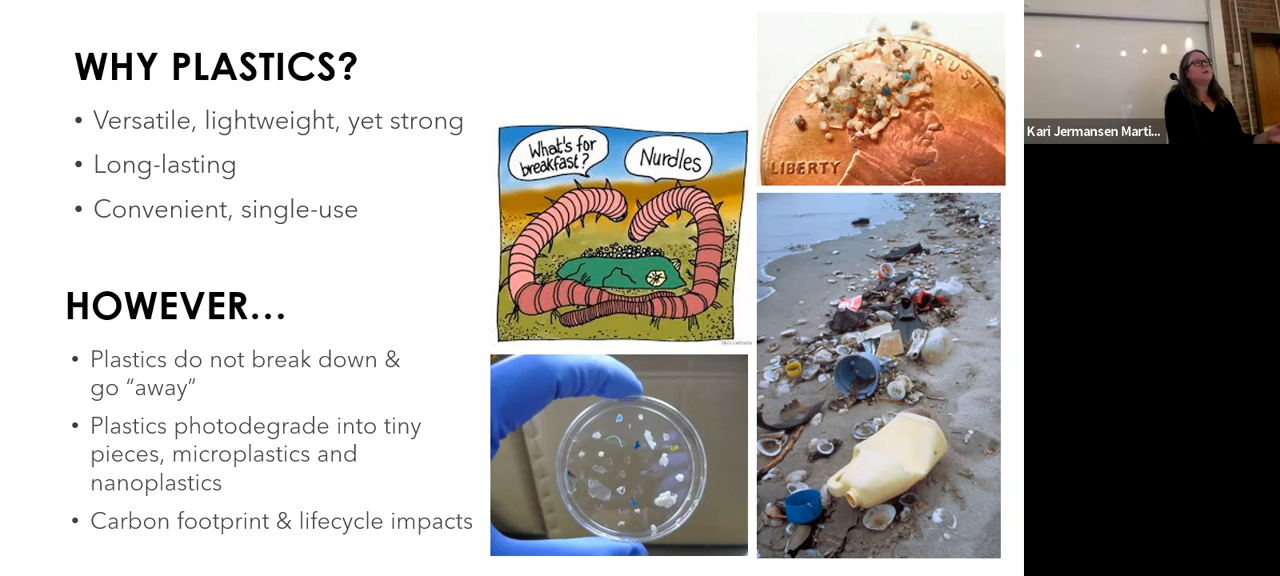 WHY PLASTICS?
• Versatile, lightweight, yet strong
• Long-lasting
• Convenient, single-use
HOWEVER...
• Plastics do not break down &
go “away”
• Plastics photodegrade into tiny
pieces, microplastics and
nanoplastics
• Carbon footprint & lifecycle impacts
What's for
breakfast?
Nurdles
TRUST
LIBERTY
Kari Jermansen Marti...